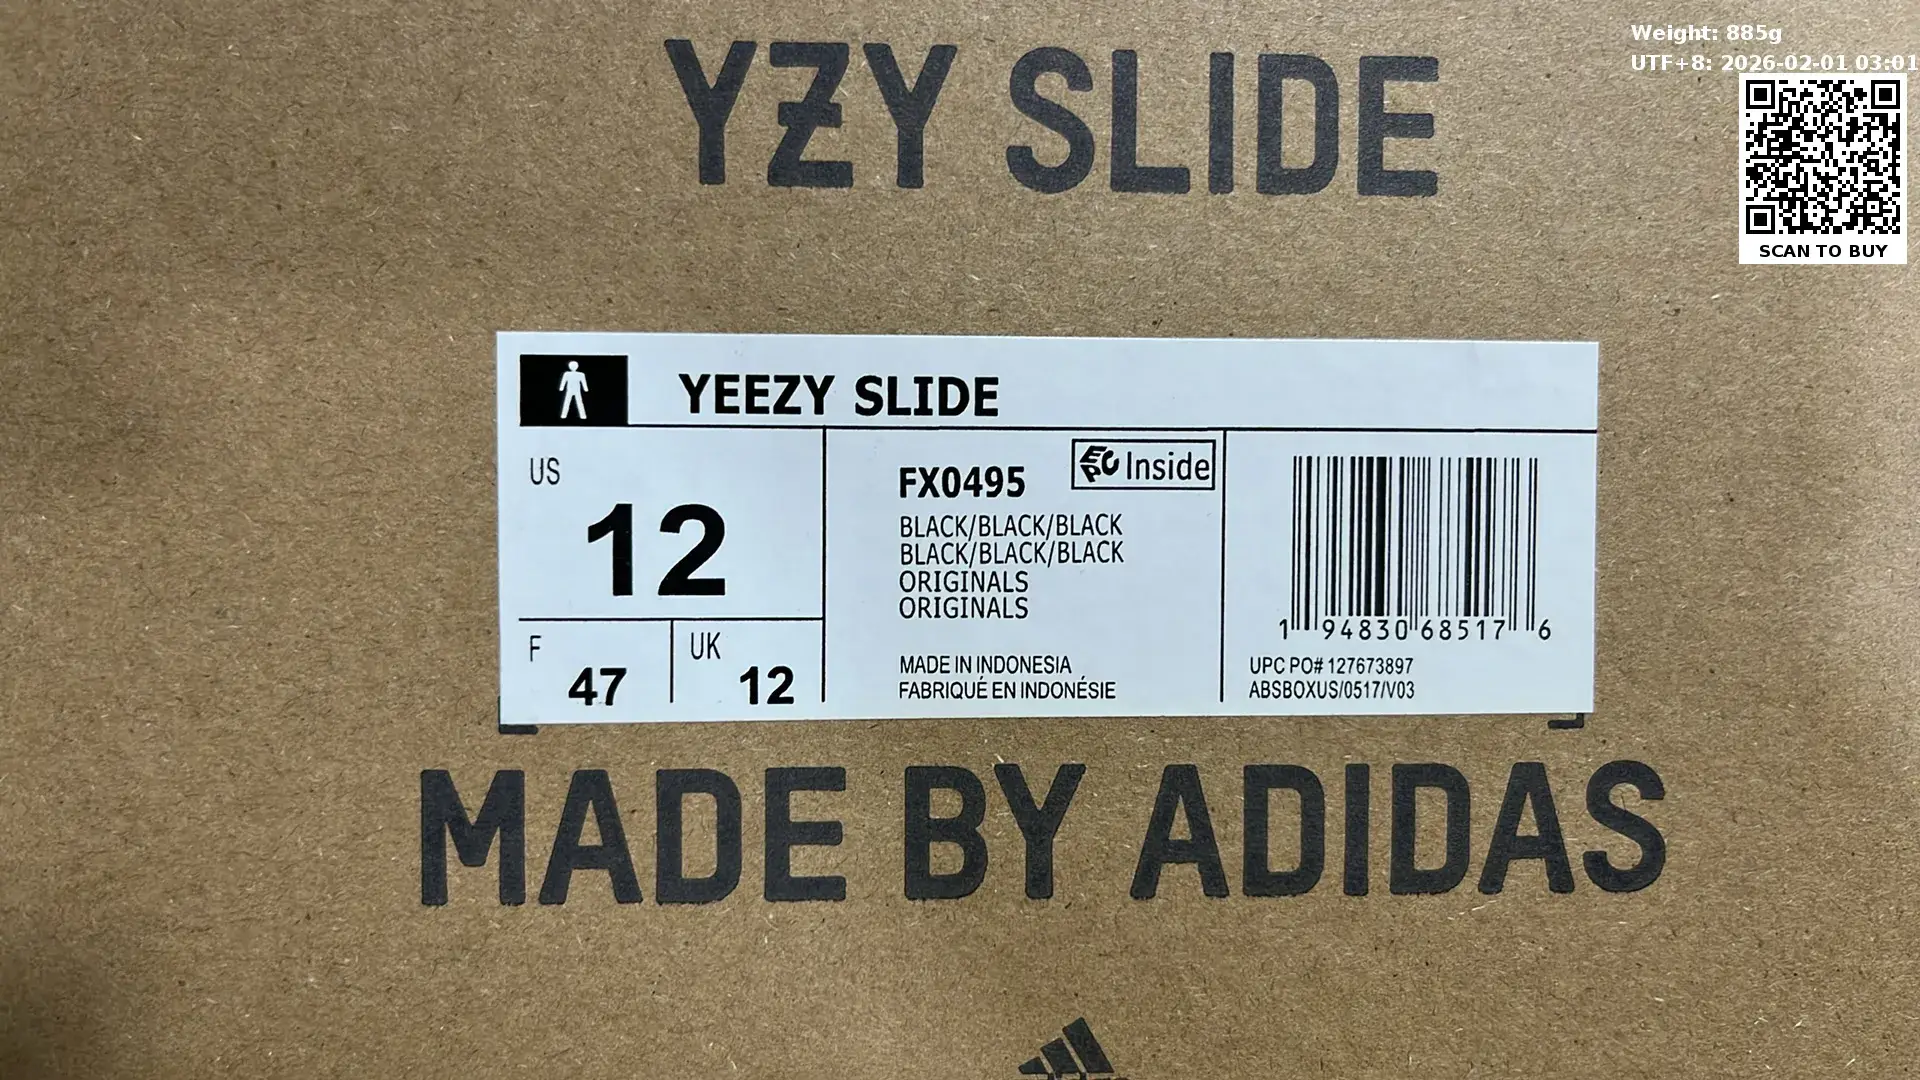 Weight: 885g
UTF+8: 2026-02-01 03:01
SCAN TO BUY
YZY SLIDE
YEEZY SLIDE
US
12
F
47
UK
12
FX0495
EPC Inside
BLACK/BLACK/BLACK
BLACK/BLACK/BLACK
ORIGINALS
ORIGINALS
MADE IN INDONESIA
FABRIQUÉ EN INDONÉSIE
1 94830 68517 6
UPC PO# 127673897
ABSBOXUS/0517/V03
MADE BY ADIDAS